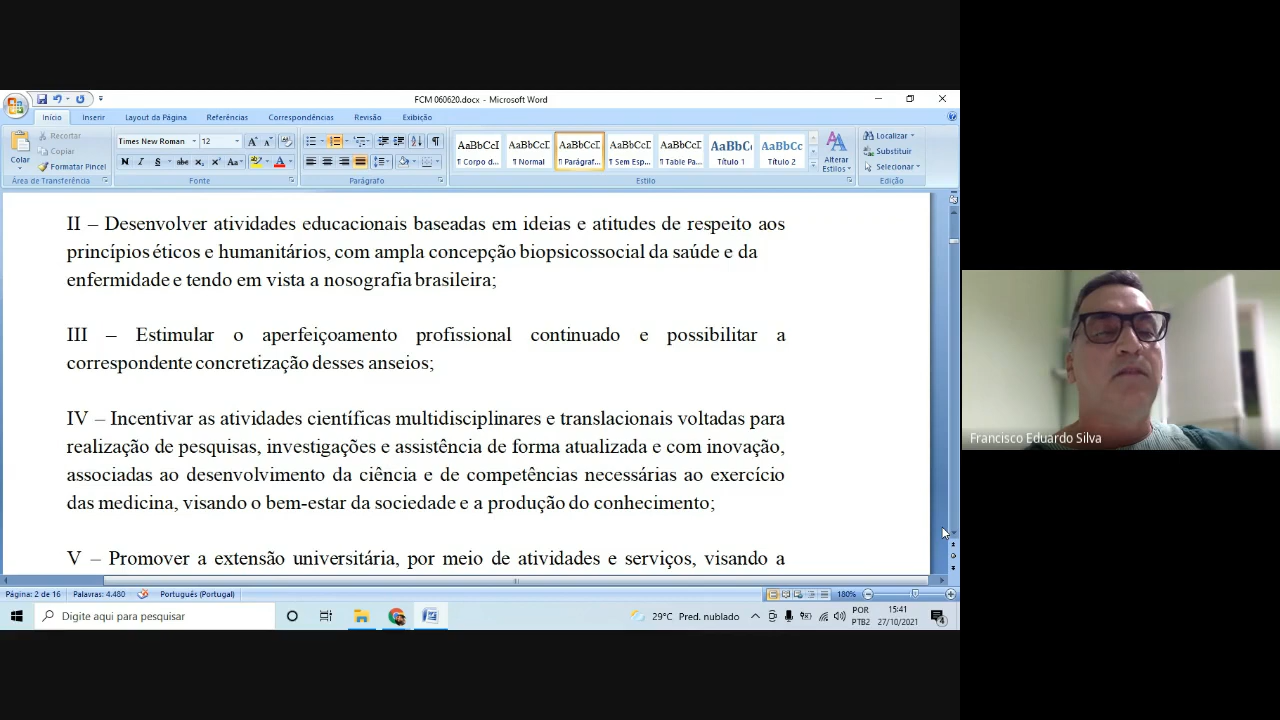 FCM 060620.docx - Microsoft Word
Início Inserir Layout da Página Referências Correspondências Revisão Exibição
Colar
Recortar
Copiar
Formatar Pincel
Área de Transferência
Times New Roman 12
N I S abc X₂ X² Aa
Fonte
Parágrafo
AaBbCcI AaBbCcI AaBbCcI AaBbCcI AaBbCcI AaBbC AaBbCc
¶ Corpo d... ¶ Normal ¶ Parágraf... ¶ Sem Esp... ¶ Table Pa... Título 1 Título 2
Alterar
Estilos
Estilo
Localizar
Substituir
Selecionar
Edição
II – Desenvolver atividades educacionais baseadas em ideias e atitudes de respeito aos
princípios éticos e humanitários, com ampla concepção biopsicossocial da saúde e da
enfermidade e tendo em vista a nosografia brasileira;
III – Estimular o aperfeiçoamento profissional continuado e possibilitar a
correspondente concretização desses anseios;
IV – Incentivar as atividades científicas multidisciplinares e translacionais voltadas para
realização de pesquisas, investigações e assistência de forma atualizada e com inovação,
associadas ao desenvolvimento da ciência e de competências necessárias ao exercício
das medicina, visando o bem-estar da sociedade e a produção do conhecimento;
V – Promover a extensão universitária, por meio de atividades e serviços, visando a
Página: 2 de 16 Palavras: 4.480 Português (Portugal) 180%
Digite aqui para pesquisar
29°C Pred. nublado
POR
PTB2
15:41
27/10/2021
4
Francisco Eduardo Silva